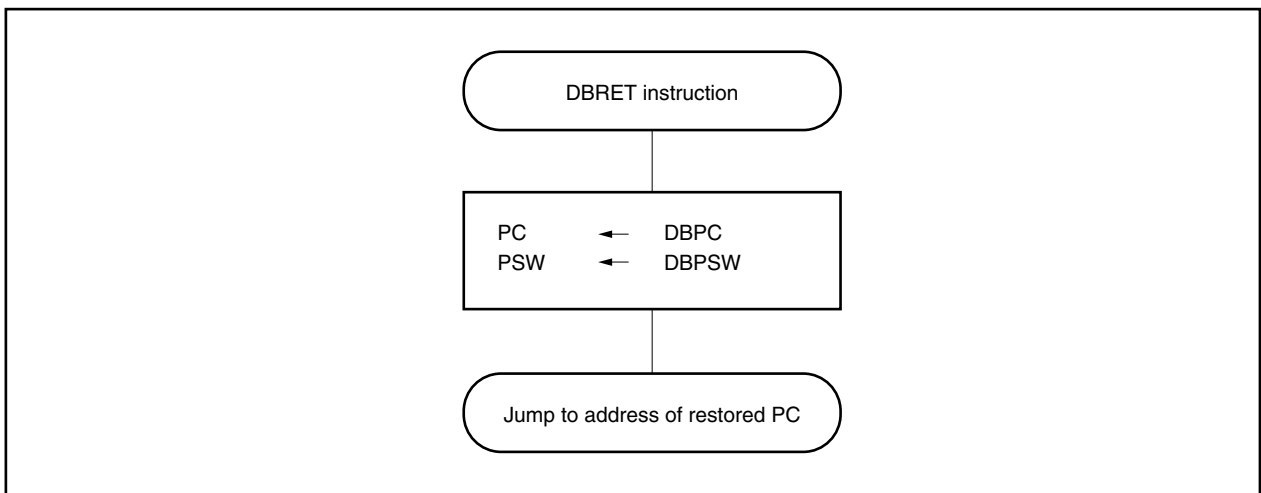 DBRET instruction
PC ← DBPC
PSW ← DBPSW
Jump to address of restored PC